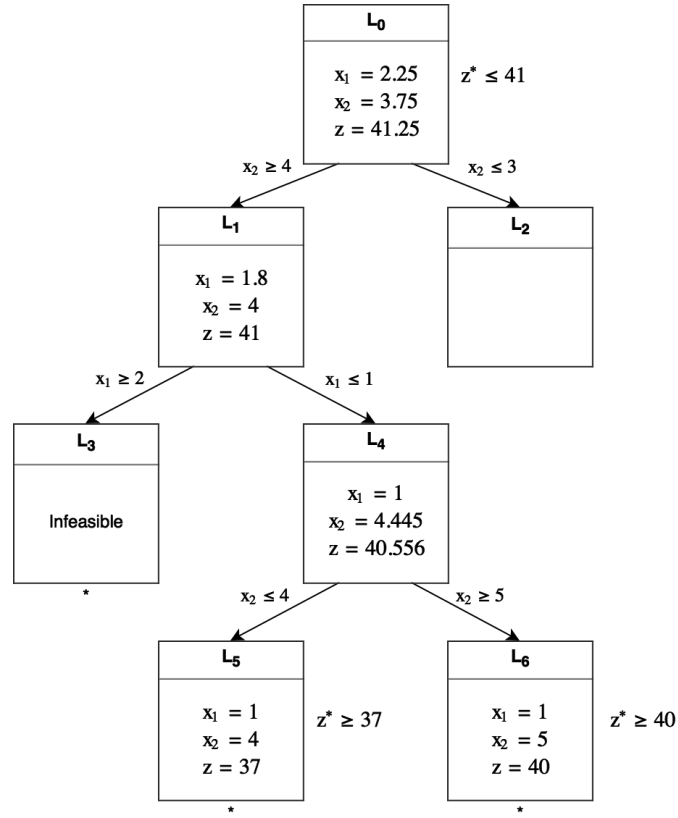 L₀
x₁ = 2.25
x₂ = 3.75
z = 41.25
z* ≤ 41
x₂ ≥ 4
x₂ ≤ 3
L₁
x₁ = 1.8
x₂ = 4
z = 41
L₂
x₁ ≥ 2
x₁ ≤ 1
L₃
Infeasible
*
L₄
x₁ = 1
x₂ = 4.445
z = 40.556
x₂ ≤ 4
x₂ ≥ 5
L₅
x₁ = 1
x₂ = 4
z = 37
*
z* ≥ 37
L₆
x₁ = 1
x₂ = 5
z = 40
*
z* ≥ 40